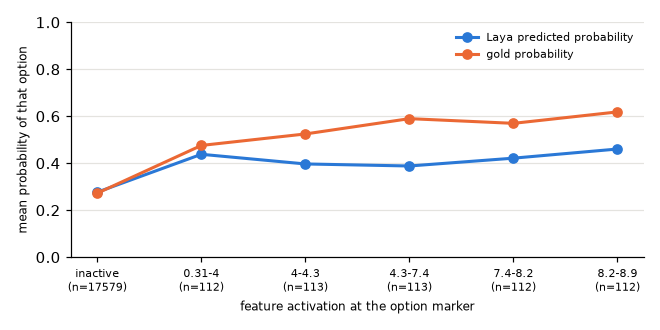 1.0
0.8
0.6
0.4
0.2
0.0
mean probability of that option
Laya predicted probability
gold probability
inactive
(n=17579)
0.31-4
(n=112)
4-4.3
(n=113)
4.3-7.4
(n=113)
7.4-8.2
(n=112)
8.2-8.9
(n=112)
feature activation at the option marker